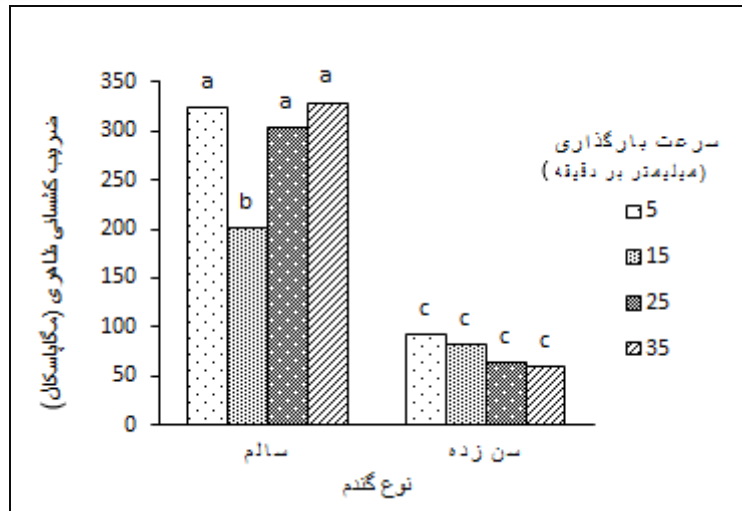 ضریب کشسانی ظاهری (مگاپاسکال)
350
300
250
200
150
100
50
0
a
b
a
a
c
c
c
c
سالم
سن زده
نوع گندم
سرعت بارگذاری
(میلیمتر بر دقیقه)
5
15
25
35